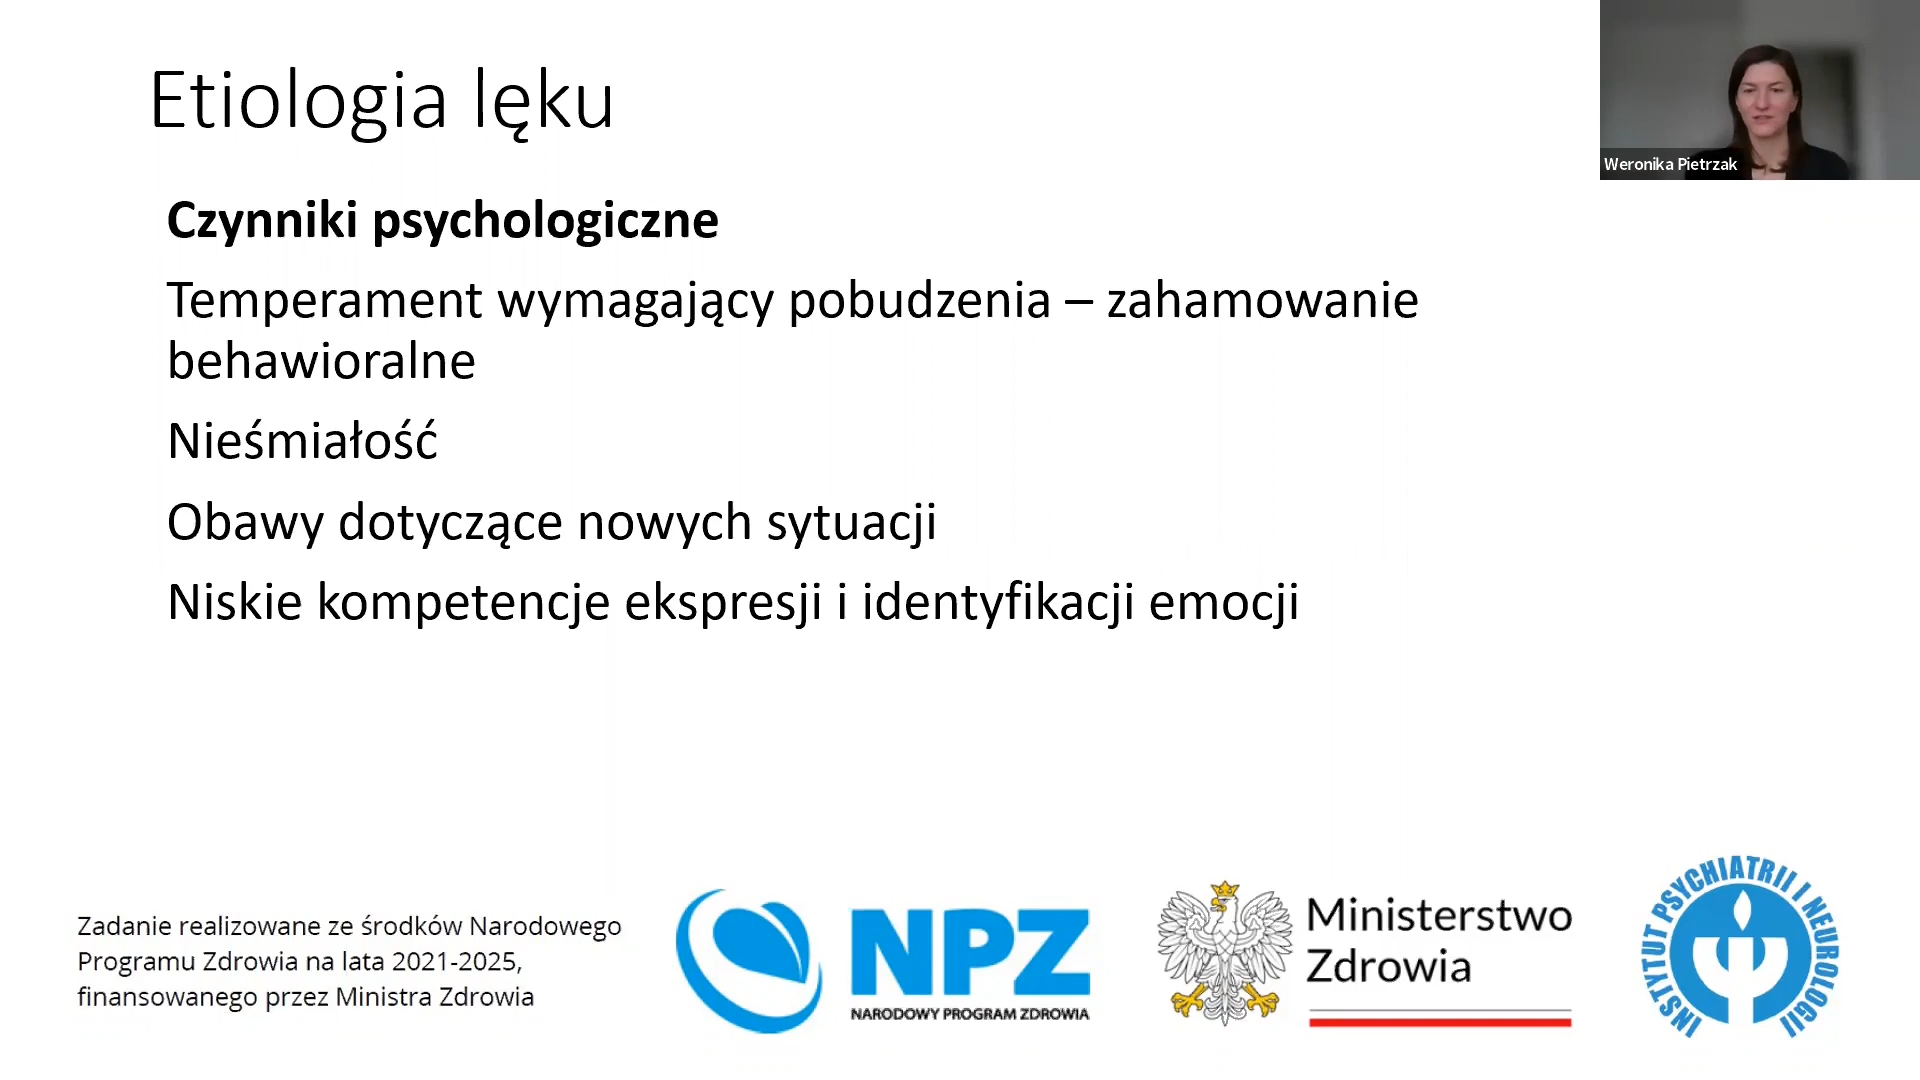 Etiologia lęku
Weronika Pietrzak
Czynniki psychologiczne
Temperament wymagający pobudzenia – zahamowanie
behawioralne
Nieśmiałość
Obawy dotyczące nowych sytuacji
Niskie kompetencje ekspresji i identyfikacji emocji
Zadanie realizowane ze środków Narodowego
Programu Zdrowia na lata 2021-2025,
finansowanego przez Ministra Zdrowia
NPZ
NARODOWY PROGRAM ZDROWIA
Ministerstwo
Zdrowia
INSTYTUT PSYCHIATRII I NEUROLOGII